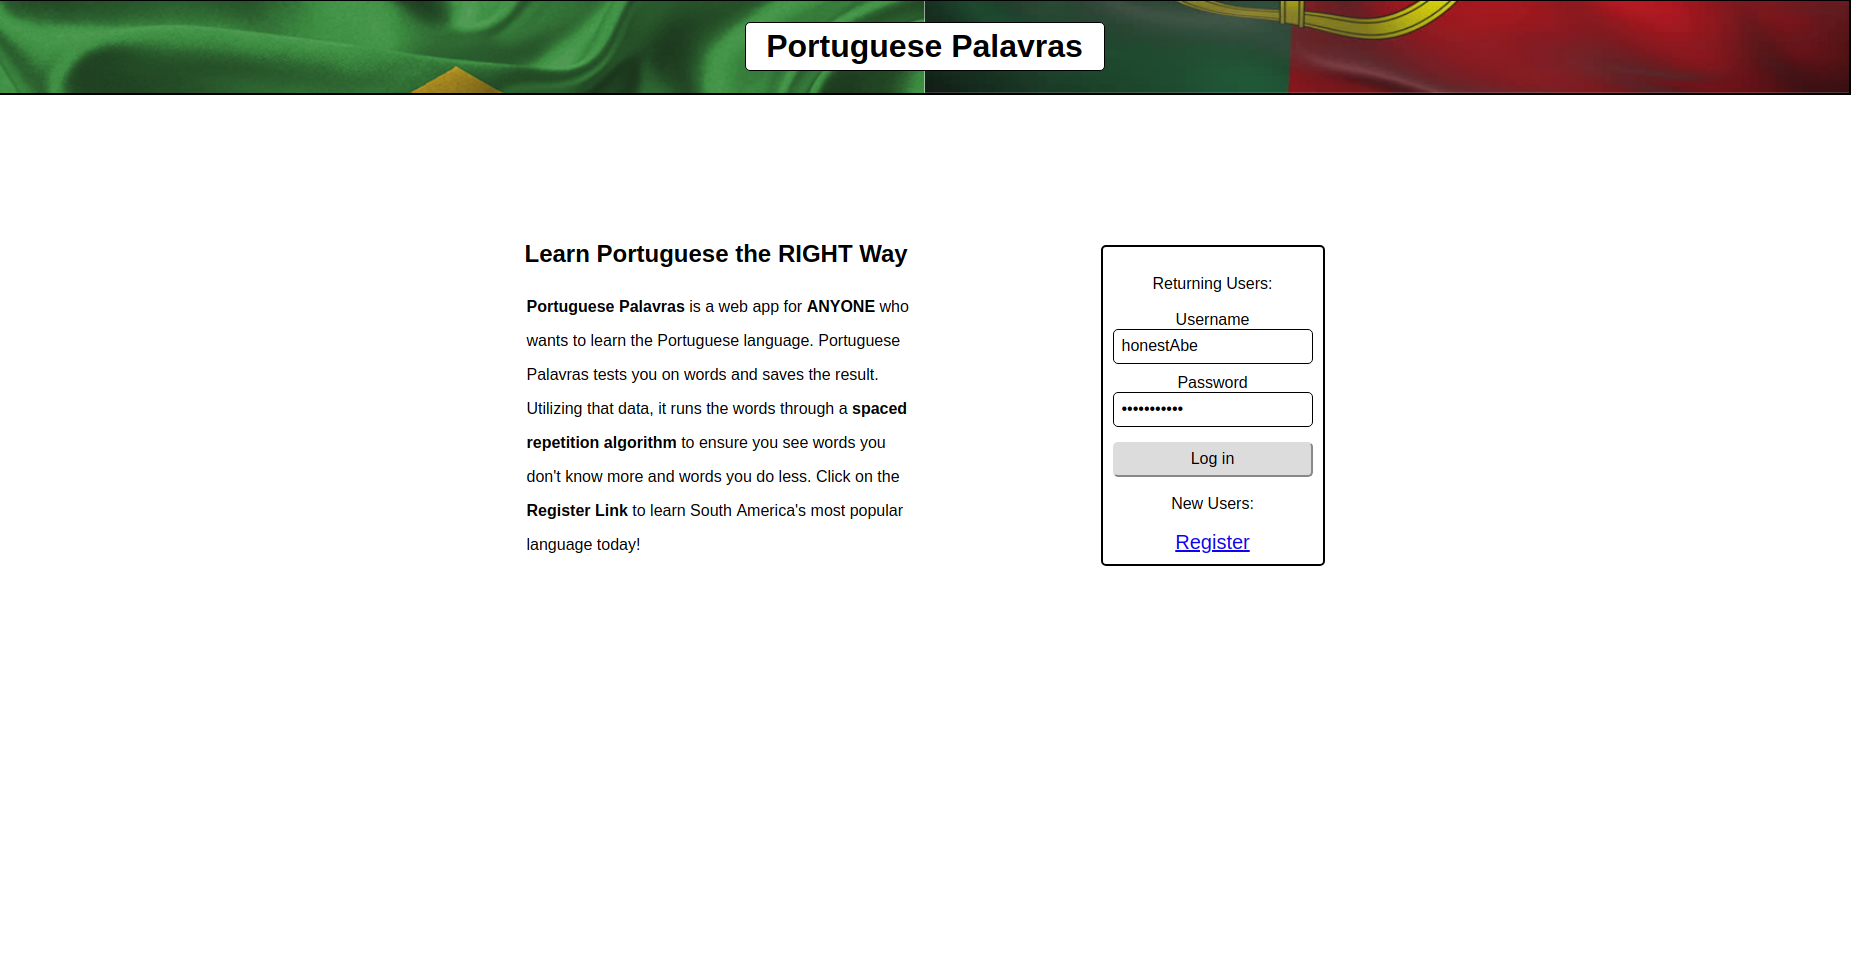 Portuguese Palavras
Learn Portuguese the RIGHT Way
Portuguese Palavras is a web app for ANYONE who
wants to learn the Portuguese language. Portuguese
Palavras tests you on words and saves the result.
Utilizing that data, it runs the words through a spaced
repetition algorithm to ensure you see words you
don't know more and words you do less. Click on the
Register Link to learn South America's most popular
language today!
Returning Users:
Username
honestAbe
Password
•••••••••••
Log in
New Users:
Register